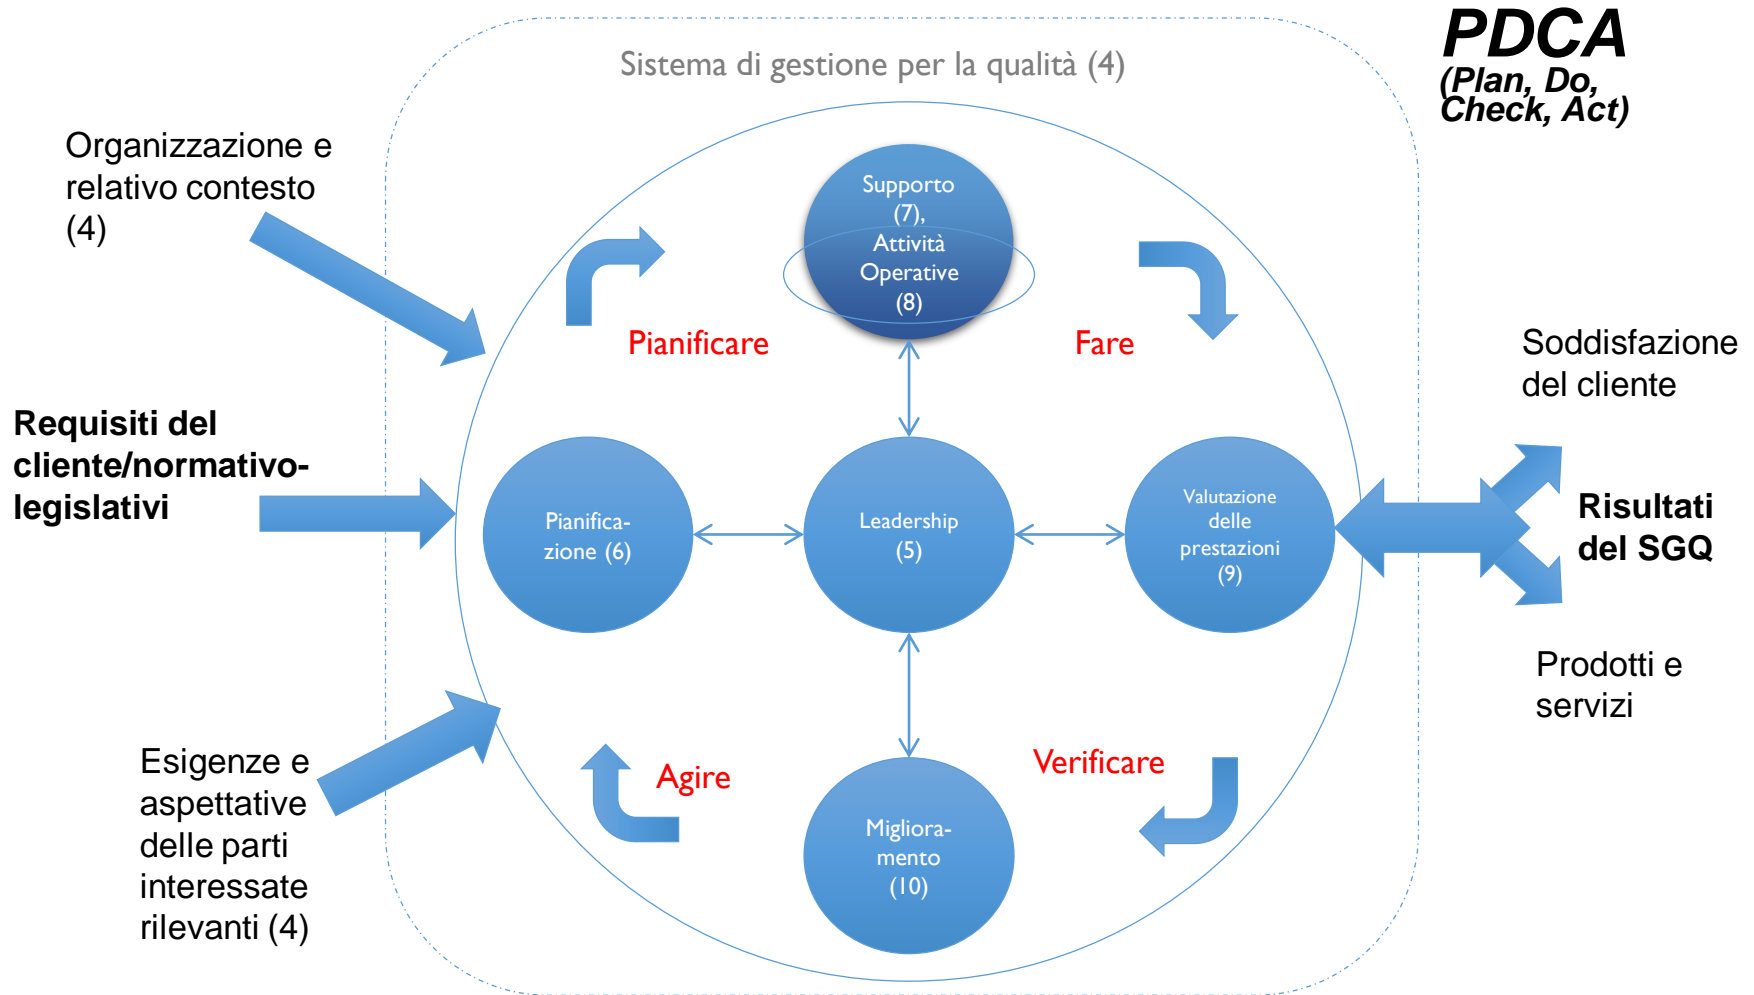 PDCA
(Plan, Do,
Check, Act)
Sistema di gestione per la qualità (4)
Organizzazione e
relativo contesto
(4)
Supporto
(7),
Attività
Operative
(8)
Pianificare
Fare
Soddisfazione
del cliente
Requisiti del
cliente/normativo-
legislativi
Pianifica-
zione (6)
Leadership
(5)
Valutazione
delle
prestazioni
(9)
Risultati
del SGQ
Prodotti e
servizi
Esigenze e
aspettative
delle parti
interessate
rilevanti (4)
Agire
Verificare
Migliora-
mento
(10)